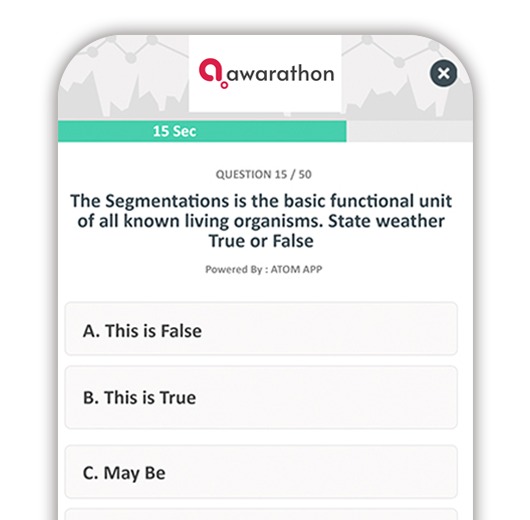 awarathon
15 Sec
QUESTION 15 / 50
The Segmentations is the basic functional unit
of all known living organisms. State weather
True or False
Powered By : ATOM APP
A. This is False
B. This is True
C. May Be